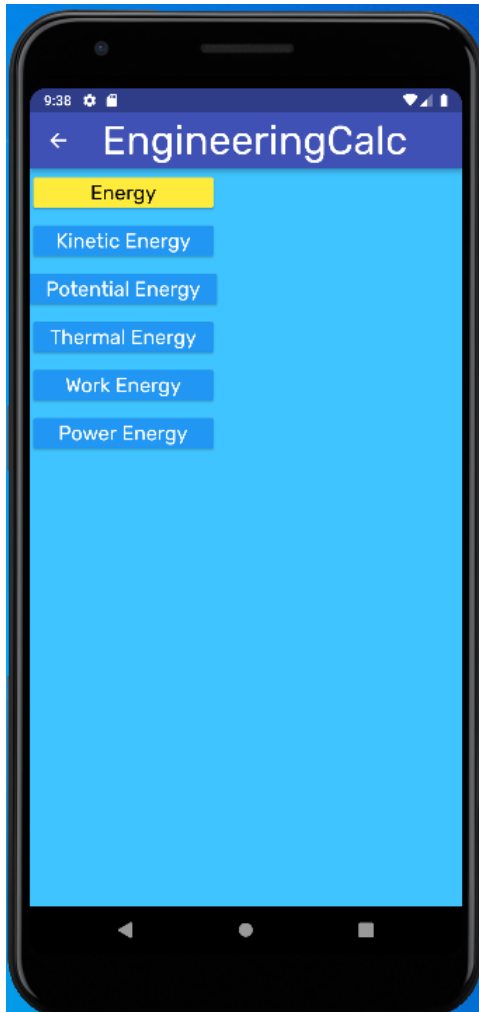 9:38
EngineeringCalc
Energy
Kinetic Energy
Potential Energy
Thermal Energy
Work Energy
Power Energy